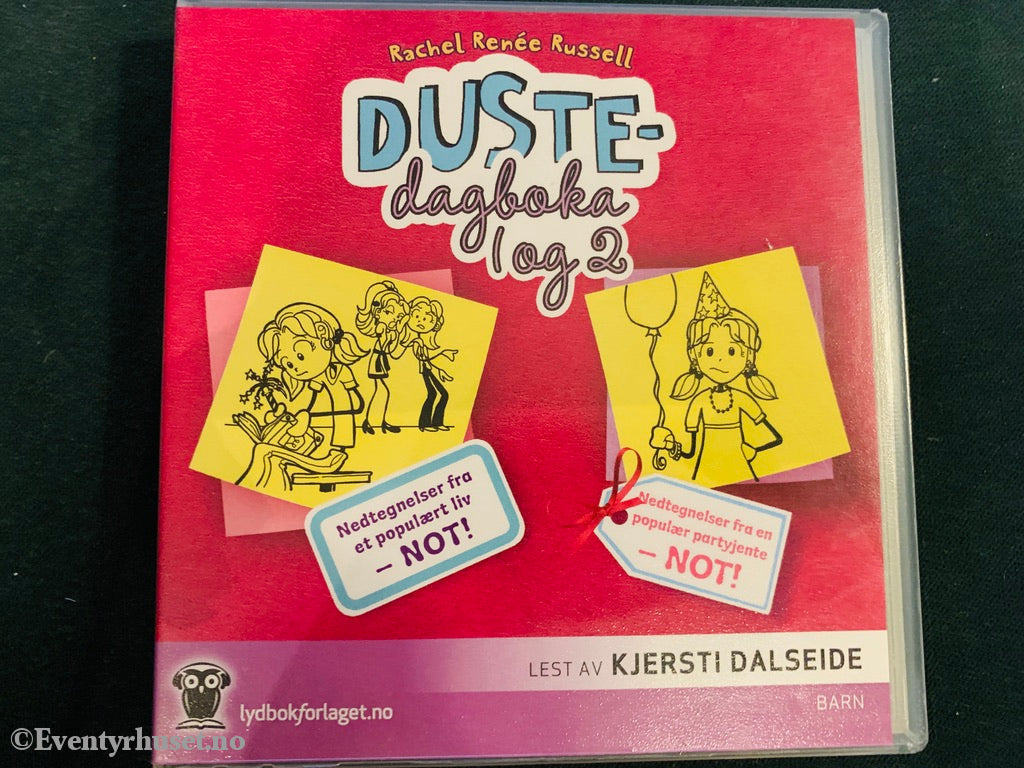 Rachel Renée Russell
DUSTE-
dagboka
1 og 2
Nedtegnelser fra
et populært liv
– NOT!
Nedtegnelser fra en
populær partyjente
– NOT!
LEST AV KJERSTI DALSEIDE
BARN
lydbokforlaget.no
©Eventyrhuset.no